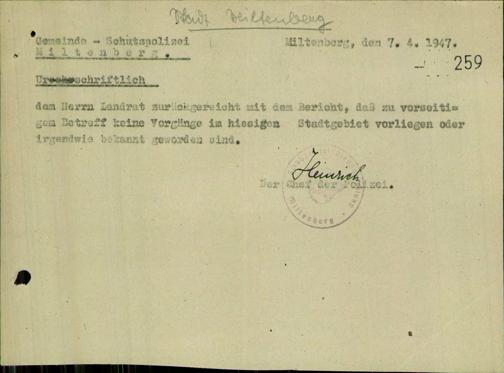 Stadt Miltenberg
Gemeinde - Schutzpolizei
Miltenberg, den 7. 4. 1947.
Miltenberg.
259
Urschriftlich
dem Herrn Landrat zurückgereicht mit dem Bericht, daß zu vorseiti=
gem Betreff keine Vorgänge im hiesigen Stadtgebiet vorliegen oder
irgendwie bekannt geworden sind.
Heinrich
Der Chef der Polizei.
Miltenberg